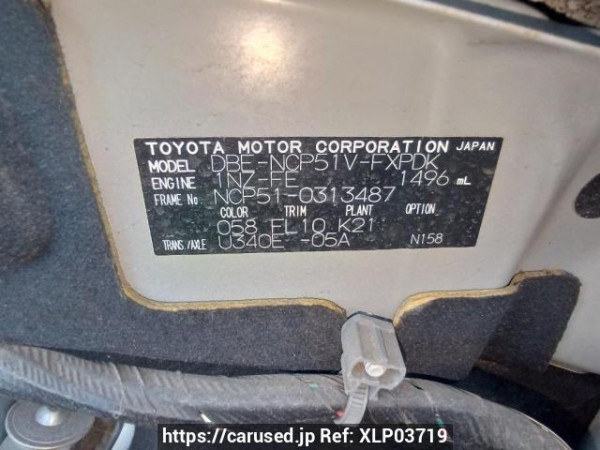 TOYOTA MOTOR CORPORATION JAPAN
MODEL DBE-NCP51V-FXPDK
ENGINE 1NZ-FE 1496 mL
FRAME No NCP51-0313487
COLOR TRIM PLANT OPTION
058 FL10 K21
TRANS/AXLE U340E -05A N158
https://carused.jp Ref: XLP03719